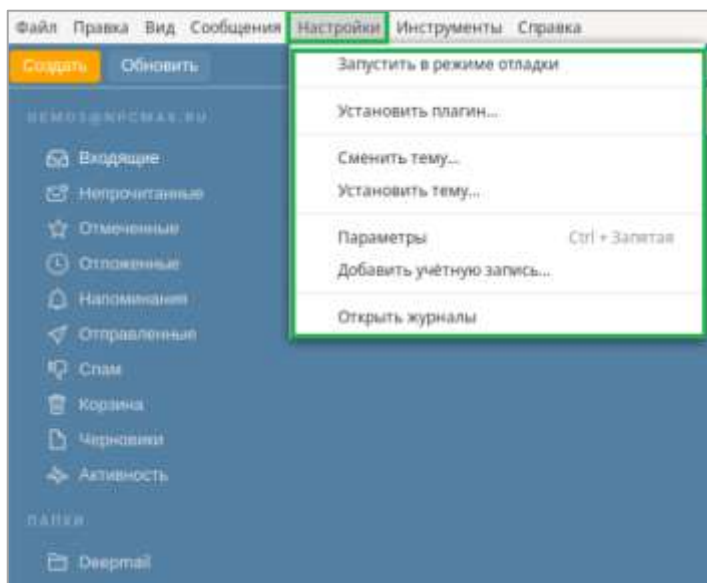 Файл Правка Вид Сообщения Настройки Инструменты Справка
Создать Обновить
Запустить в режиме отладки
Установить плагин...
Сменить тему...
Установить тему...
Параметры Ctrl + Запятая
Добавить учётную запись...
Открыть журналы
Входящие
Непрочитанные
Отмеченные
Отложенные
Напоминания
Отправленные
Спам
Корзина
Черновики
Активность
ПАПКИ
Deepmail